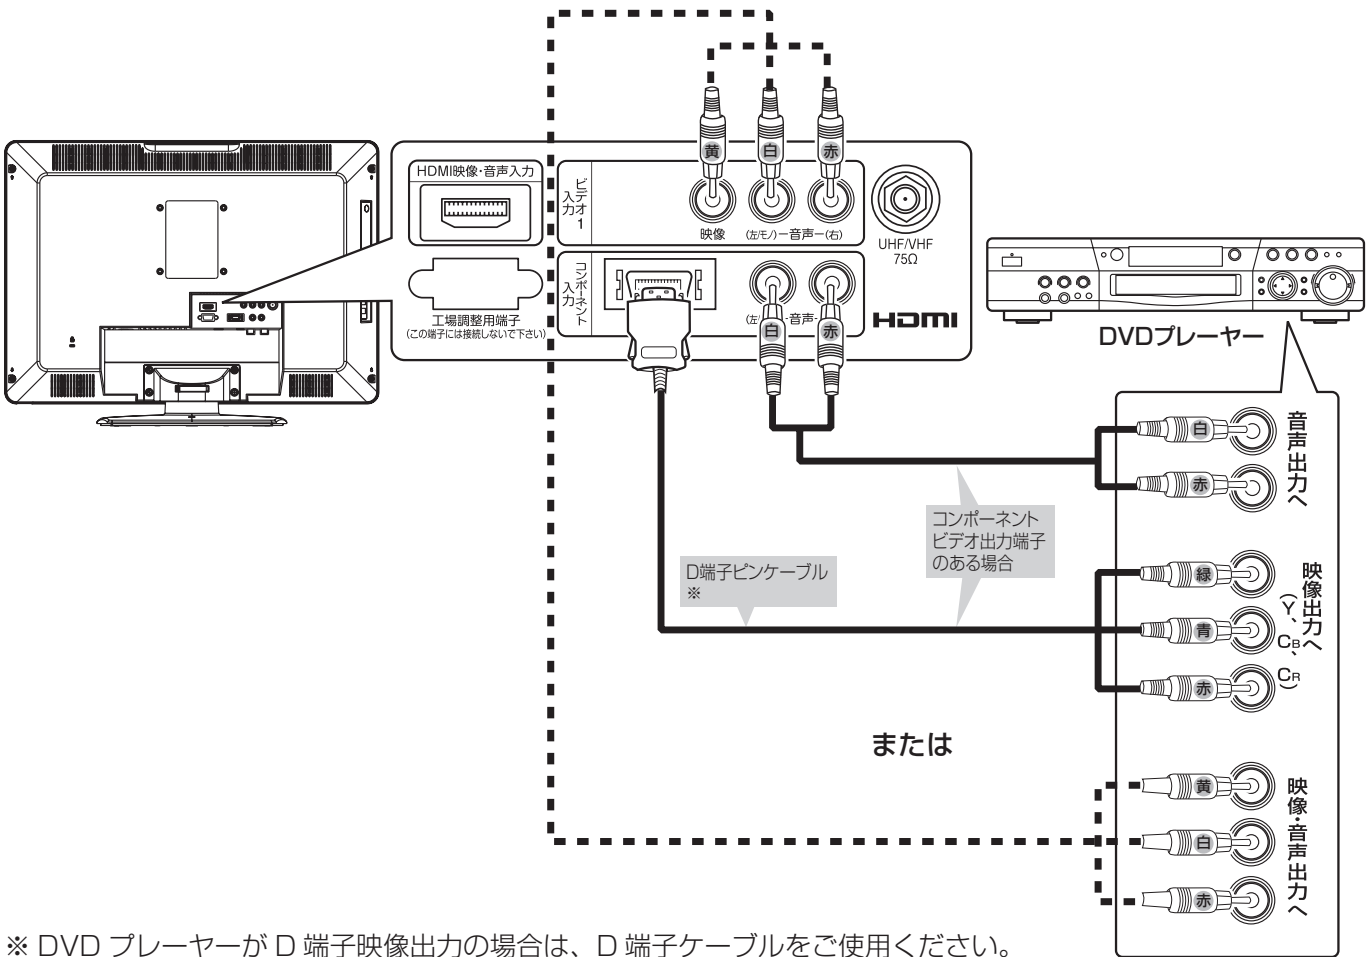 黄
白
赤
HDMI映像・音声入力
ビデオ1
入力
映像
(左/モノ)ー音声ー(右)
UHF/VHF
75Ω
工場調整用端子
(この端子には接続しないで下さい)
コンポーネント
入力
(左/
-音声-
白
赤
HDMI
DVDプレーヤー
白
赤
音声出力へ
コンポーネント
ビデオ出力端子
のある場合
D端子ピンケーブル
※
緑
青
赤
映像出力へ
(Y、CB、CR)
または
黄
白
赤
映像・音声出力へ
※ DVD プレーヤーが D 端子映像出力の場合は、D 端子ケーブルをご使用ください。